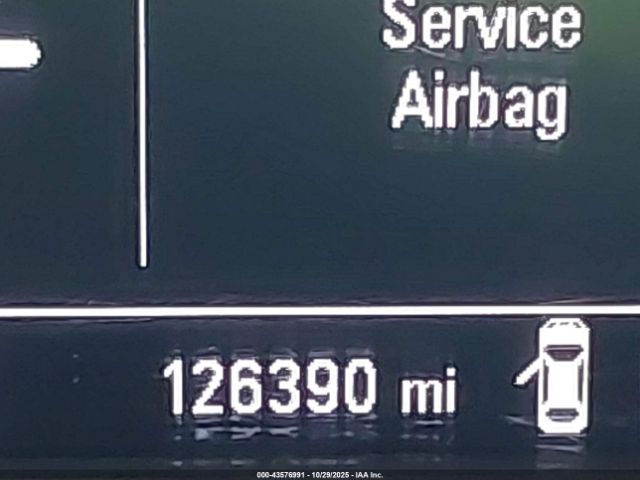 Service
Airbag
126390 mi
000-43576991 - 10/29/2025 - IAA Inc.